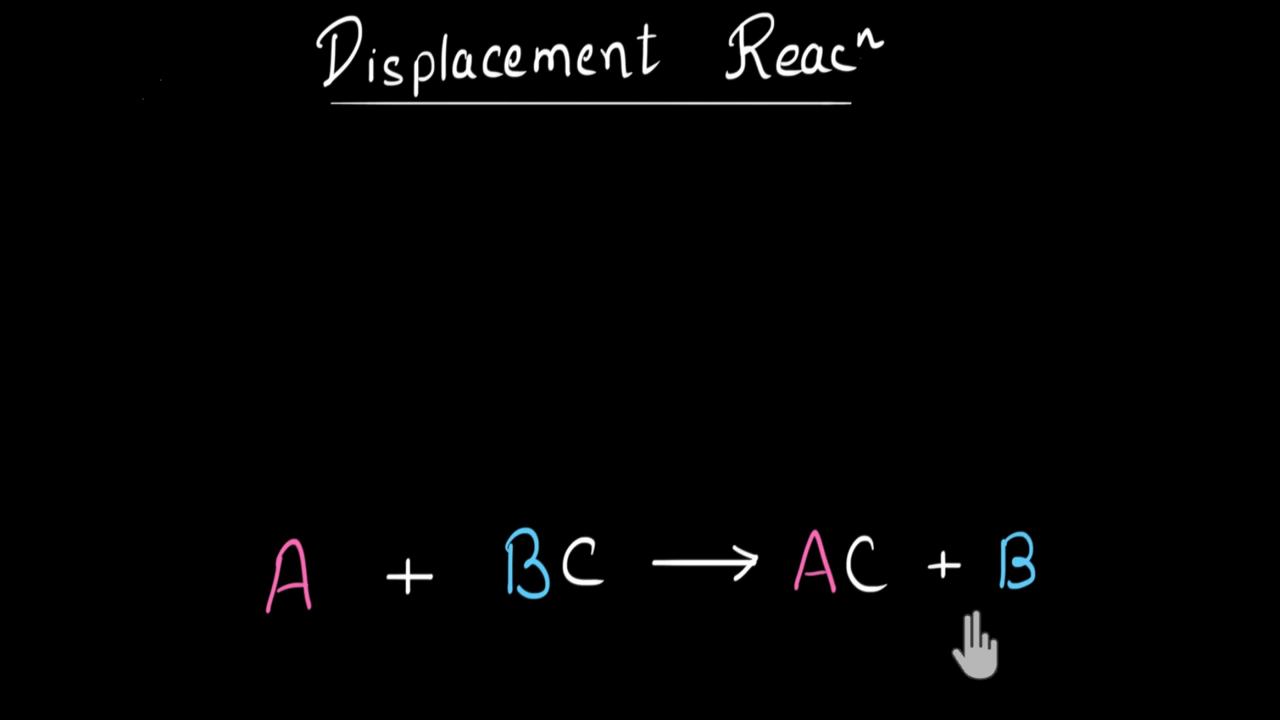 Displacement Reacⁿ
A + BC → AC + B